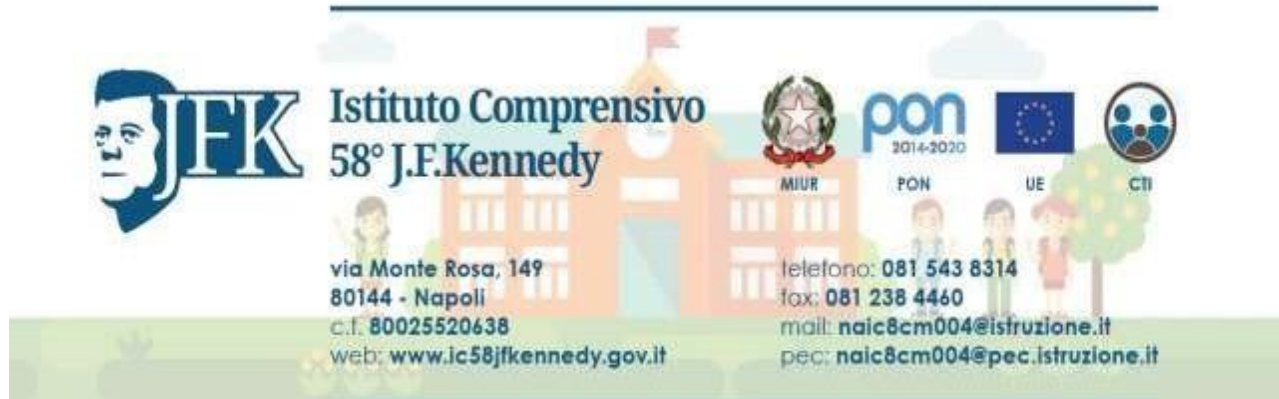 JFK
Istituto Comprensivo
58° J.F.Kennedy
pon
2014-2020
MIUR PON UE CTI
via Monte Rosa, 149
80144 - Napoli
c.f. 80025520638
web: www.ic58jfkennedy.gov.it
telefono: 081 543 8314
fax: 081 238 4460
mail: naic8cm004@istruzione.it
pec: naic8cm004@pec.istruzione.it